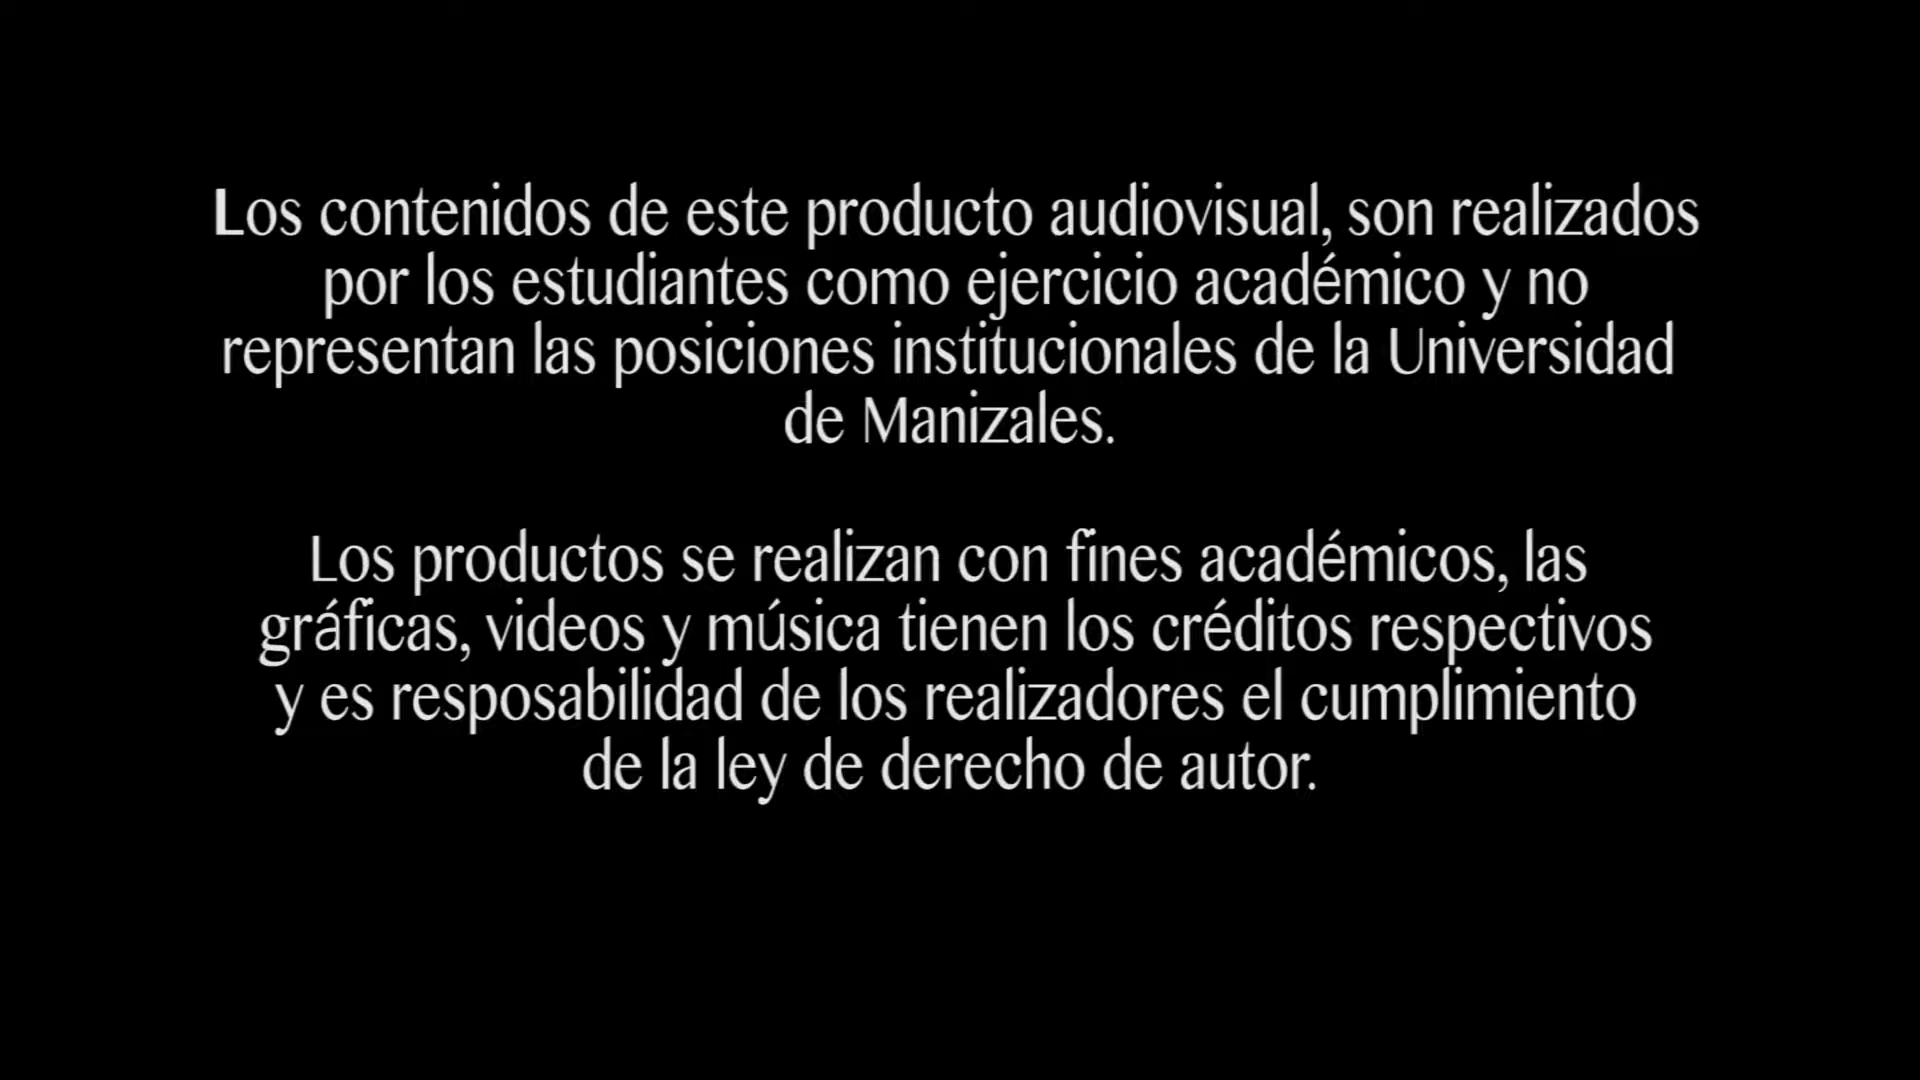 Los contenidos de este producto audiovisual, son realizados
por los estudiantes como ejercicio académico y no
representan las posiciones institucionales de la Universidad
de Manizales.
Los productos se realizan con fines académicos, las
gráficas, videos y música tienen los créditos respectivos
y es resposabilidad de los realizadores el cumplimiento
de la ley de derecho de autor.